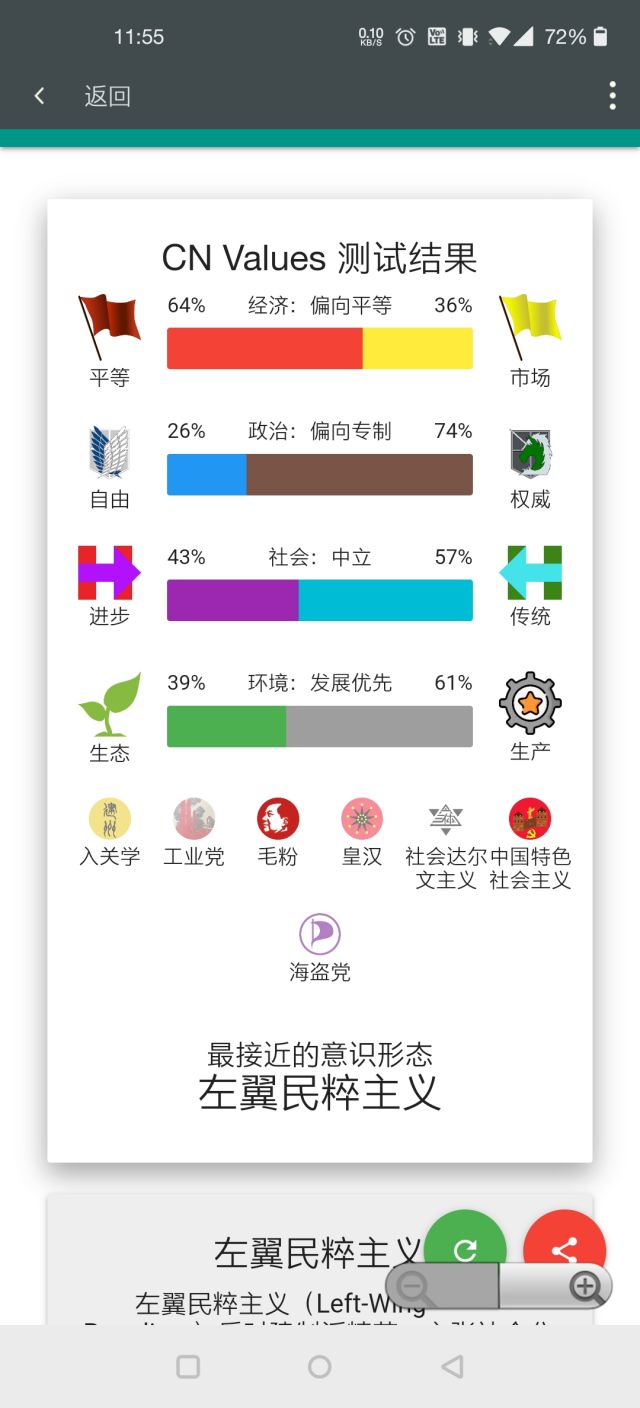 11:55
0.10 KB/S
Vo LTE
72%
返回
CN Values 测试结果
64% 经济：偏向平等 36%
平等 市场
26% 政治：偏向专制 74%
自由 权威
43% 社会：中立 57%
进步 传统
39% 环境：发展优先 61%
生态 生产
入关学 工业党 毛粉 皇汉 社会达尔 中国特色
文主义 社会主义
海盗党
最接近的意识形态
左翼民粹主义
左翼民粹主义
左翼民粹主义（Left-Wing